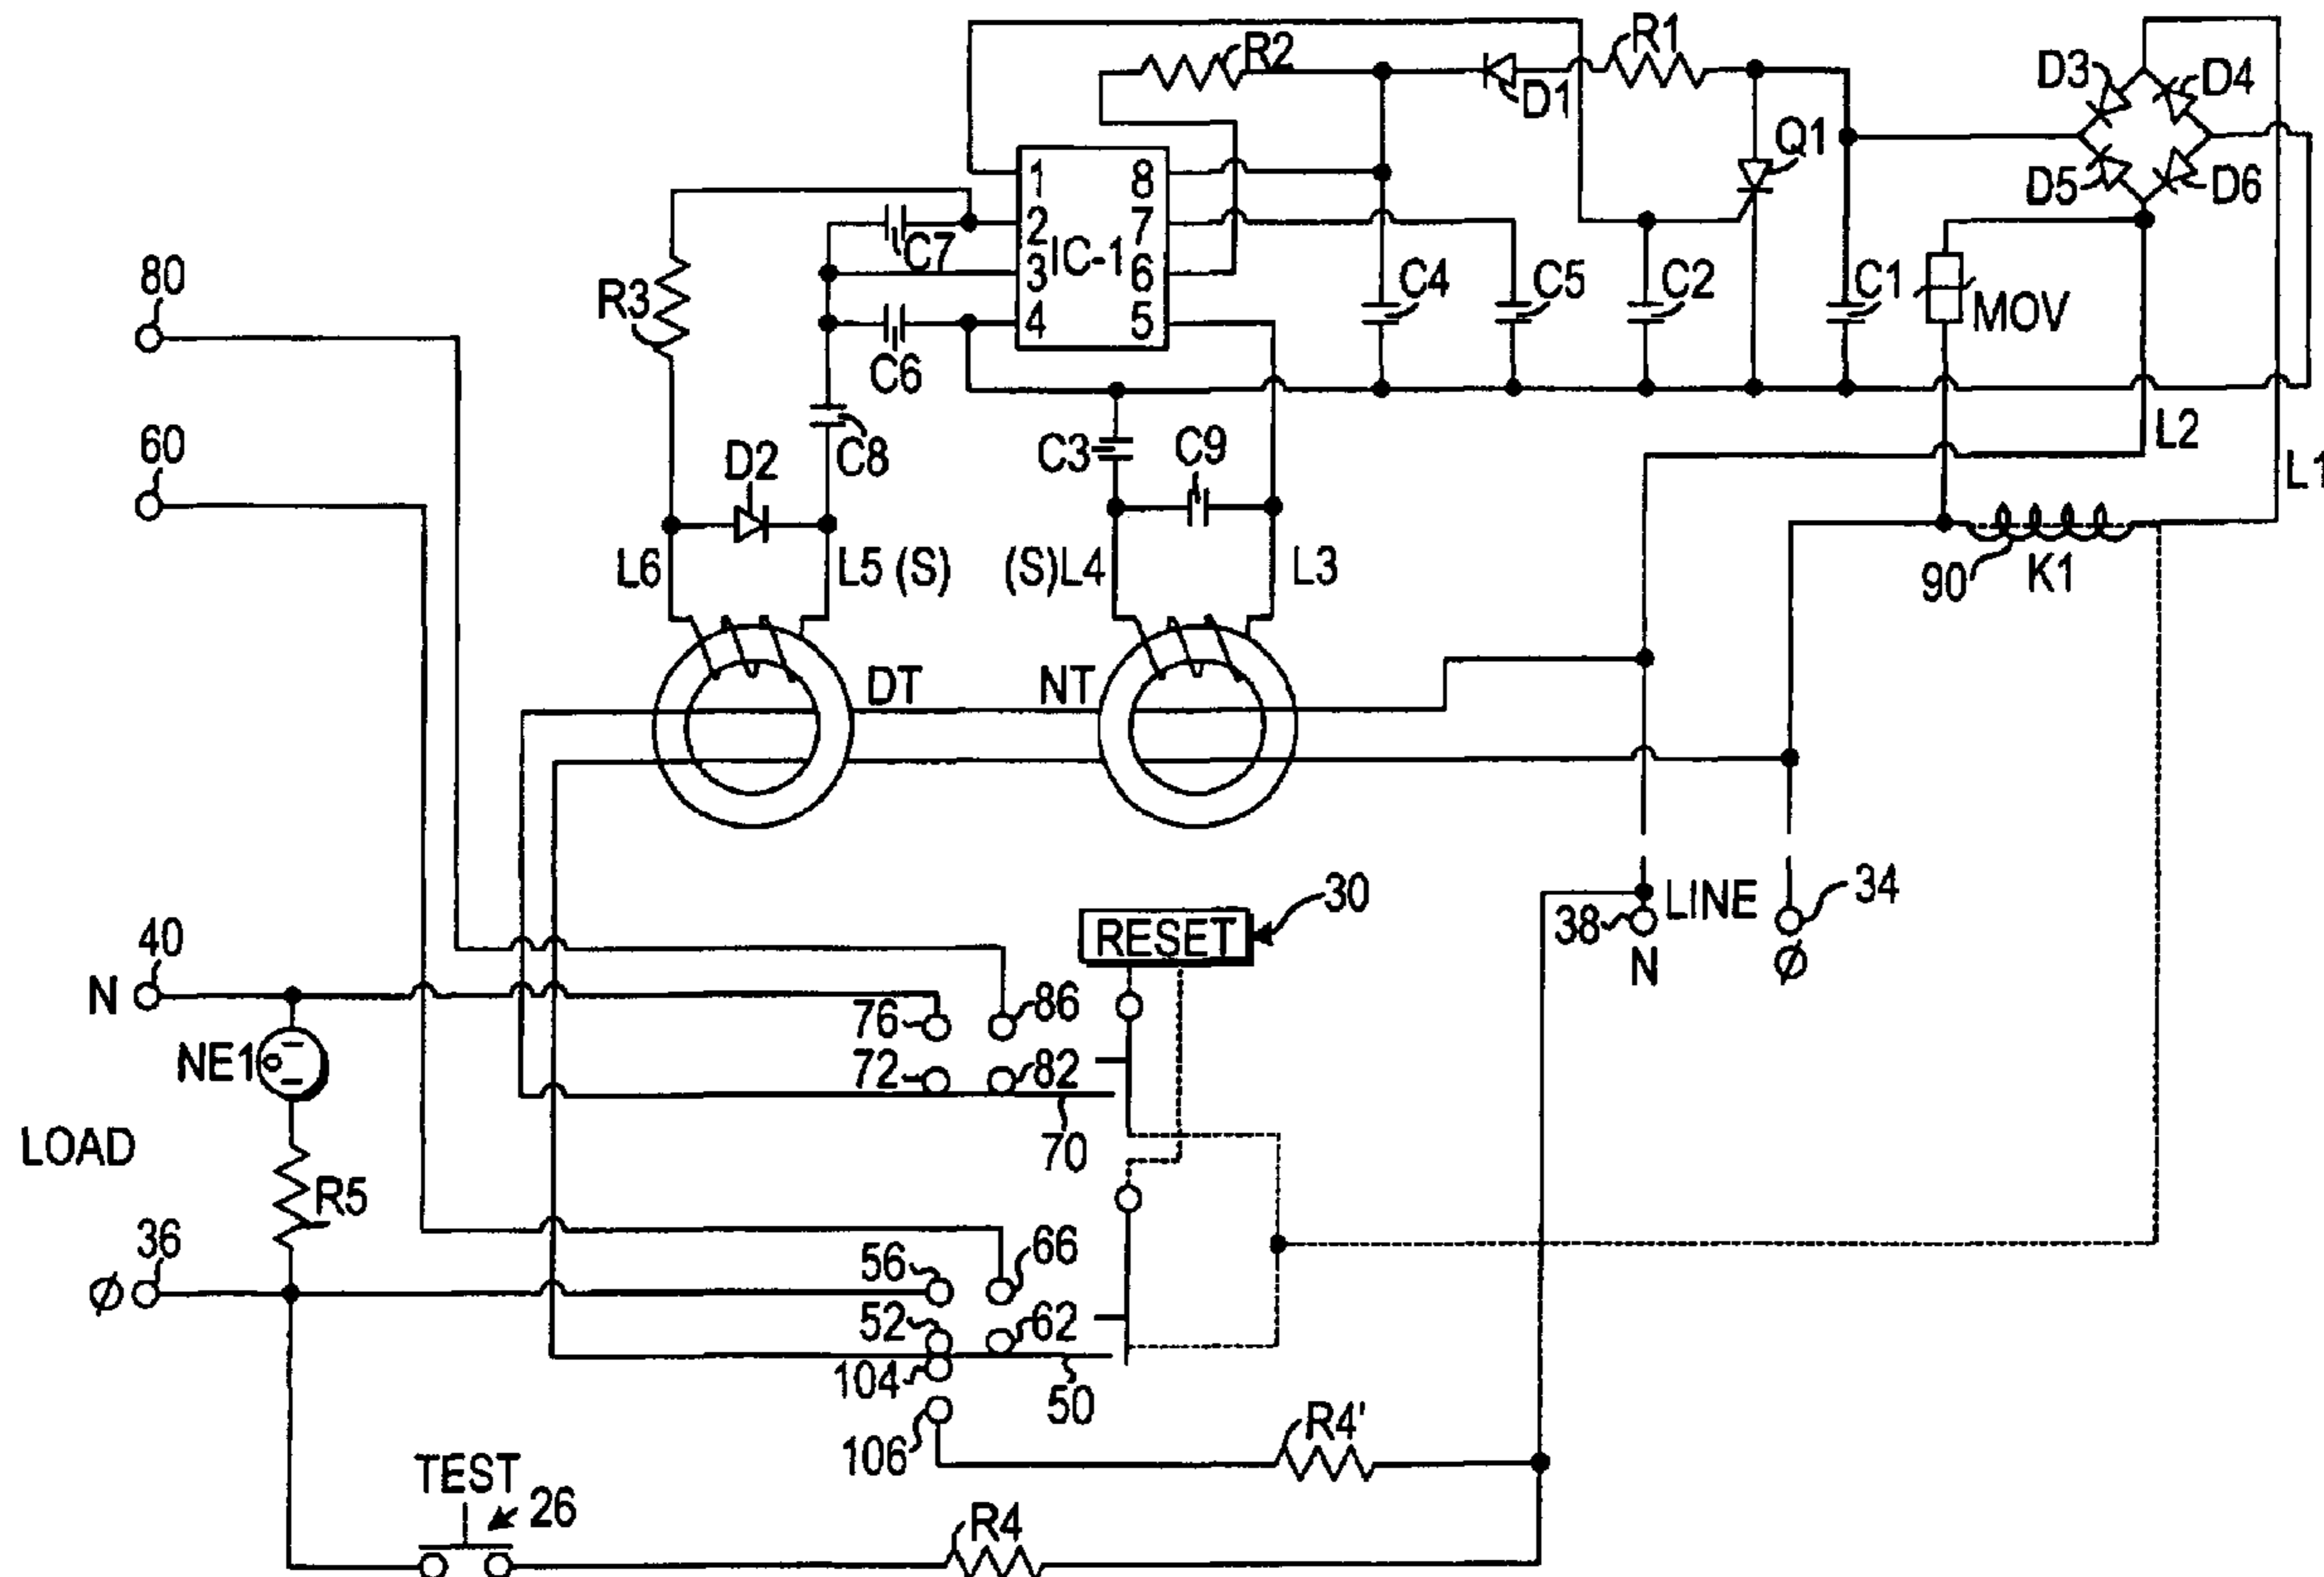 R2
R1
D3
D4
D1
Q1
1
8
2
7
IC-1
3
6
4
5
C7
D5
D6
80
R3
C4
C5
C2
C1
MOV
C6
60
D2
C8
C3
C9
L2
L1
L6
L5 (S)
(S)L4
L3
90
K1
DT
NT
40
RESET
30
38
LINE
34
N
Ø
N
76
86
NE1
72
82
LOAD
70
R5
36
Ø
56
66
52
62
104
50
106
R4'
TEST
26
R4